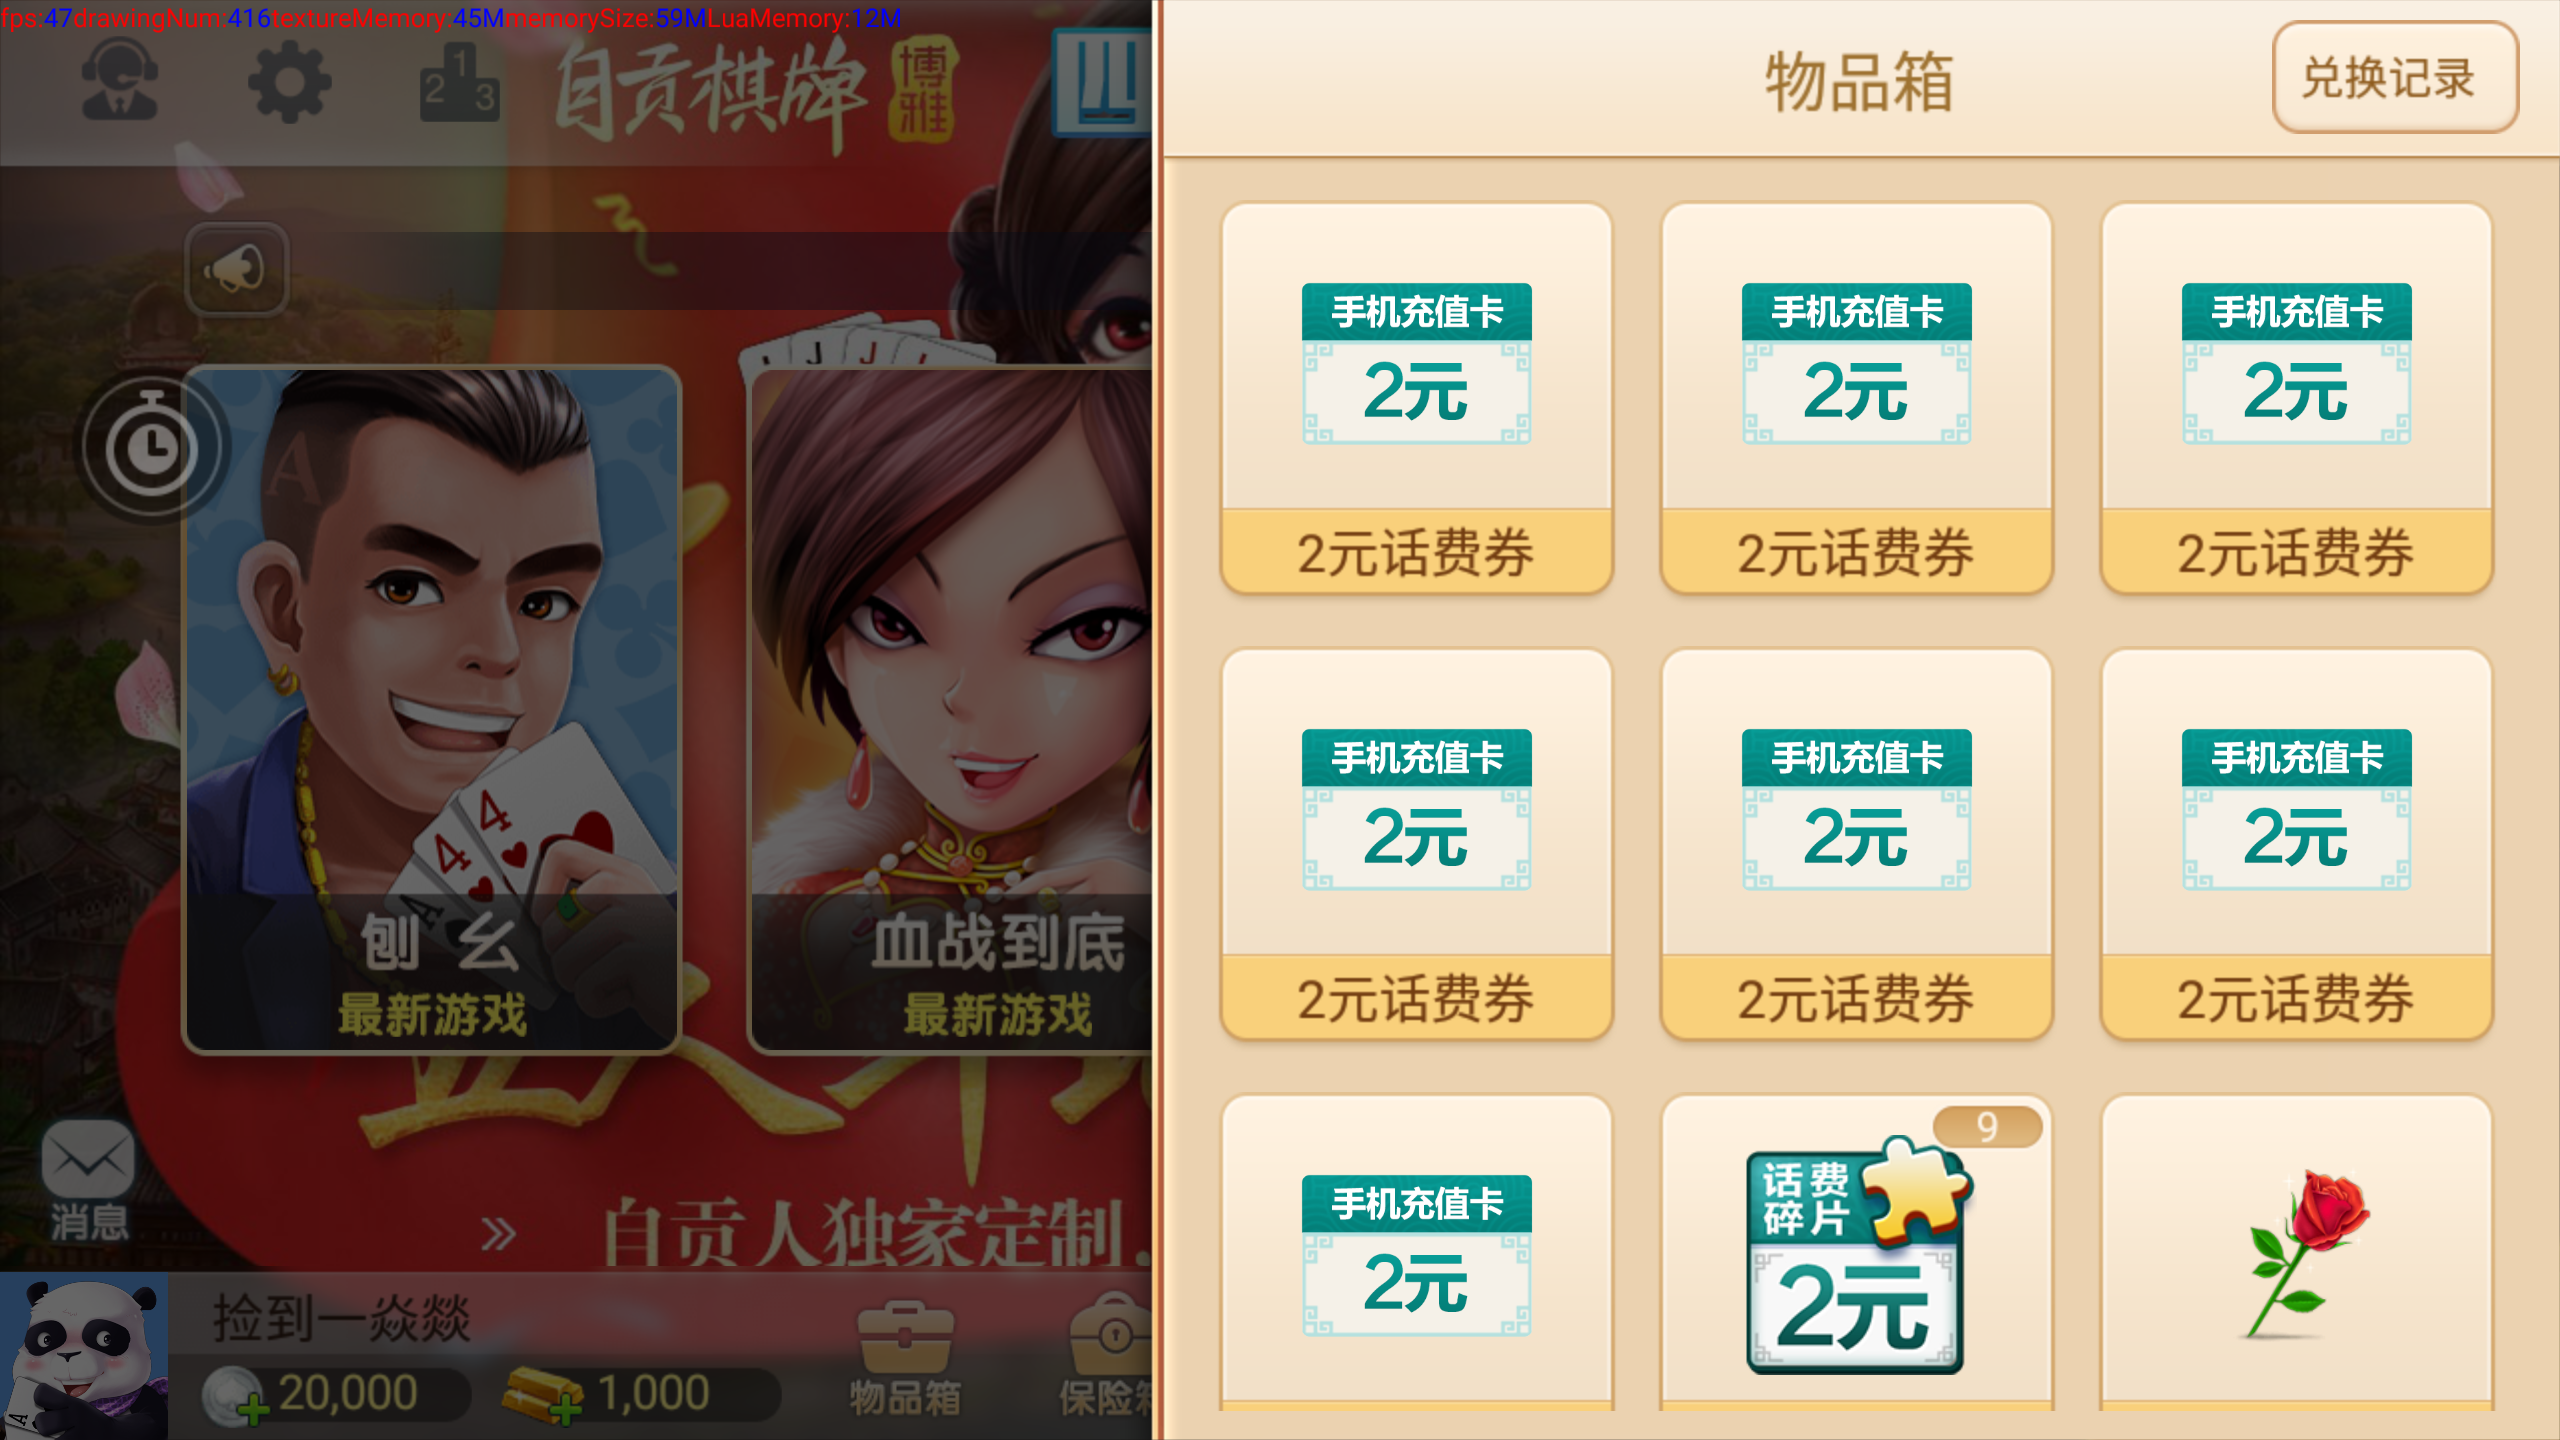 fps:47drawingNum:416textureMemory:45MmemorySize:59MLuaMemory:12M
自贡棋牌
博雅
1
2
3
物品箱
兑换记录
手机充值卡
2元
2元话费券
手机充值卡
2元
2元话费券
手机充值卡
2元
2元话费券
手机充值卡
2元
2元话费券
手机充值卡
2元
2元话费券
手机充值卡
2元
2元话费券
手机充值卡
2元
9
话费碎片
2元
J
J
A
4
4
A
刨 幺
最新游戏
血战到底
最新游戏
自贡人独家定制
消息
捡到一焱燚
A
20,000
1,000
物品箱
保险